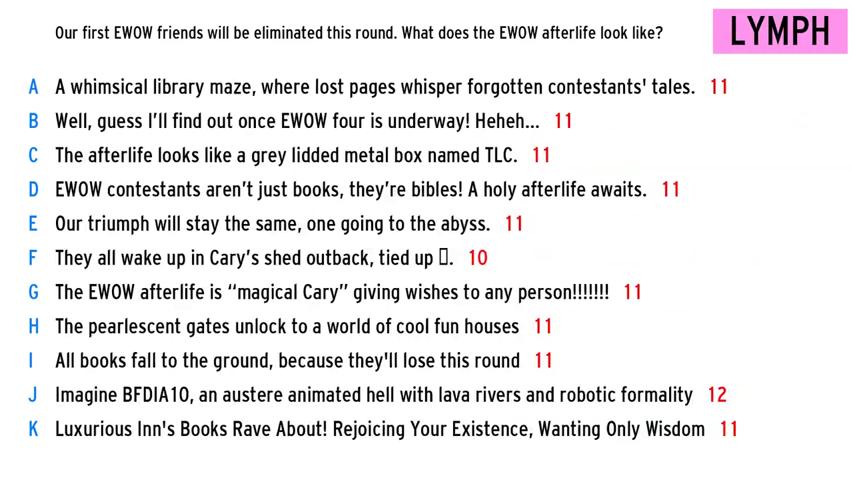 Our first EWOW friends will be eliminated this round. What does the EWOW afterlife look like?
LYMPH
A A whimsical library maze, where lost pages whisper forgotten contestants' tales. 11
B Well, guess I’ll find out once EWOW four is underway! Heheh... 11
C The afterlife looks like a grey lidded metal box named TLC. 11
D EWOW contestants aren’t just books, they’re bibles! A holy afterlife awaits. 11
E Our triumph will stay the same, one going to the abyss. 11
F They all wake up in Cary’s shed outback, tied up ▯. 10
G The EWOW afterlife is “magical Cary” giving wishes to any person!!!!!!! 11
H The pearlescent gates unlock to a world of cool fun houses 11
I All books fall to the ground, because they'll lose this round 11
J Imagine BFDIA10, an austere animated hell with lava rivers and robotic formality 12
K Luxurious Inn's Books Rave About! Rejoicing Your Existence, Wanting Only Wisdom 11